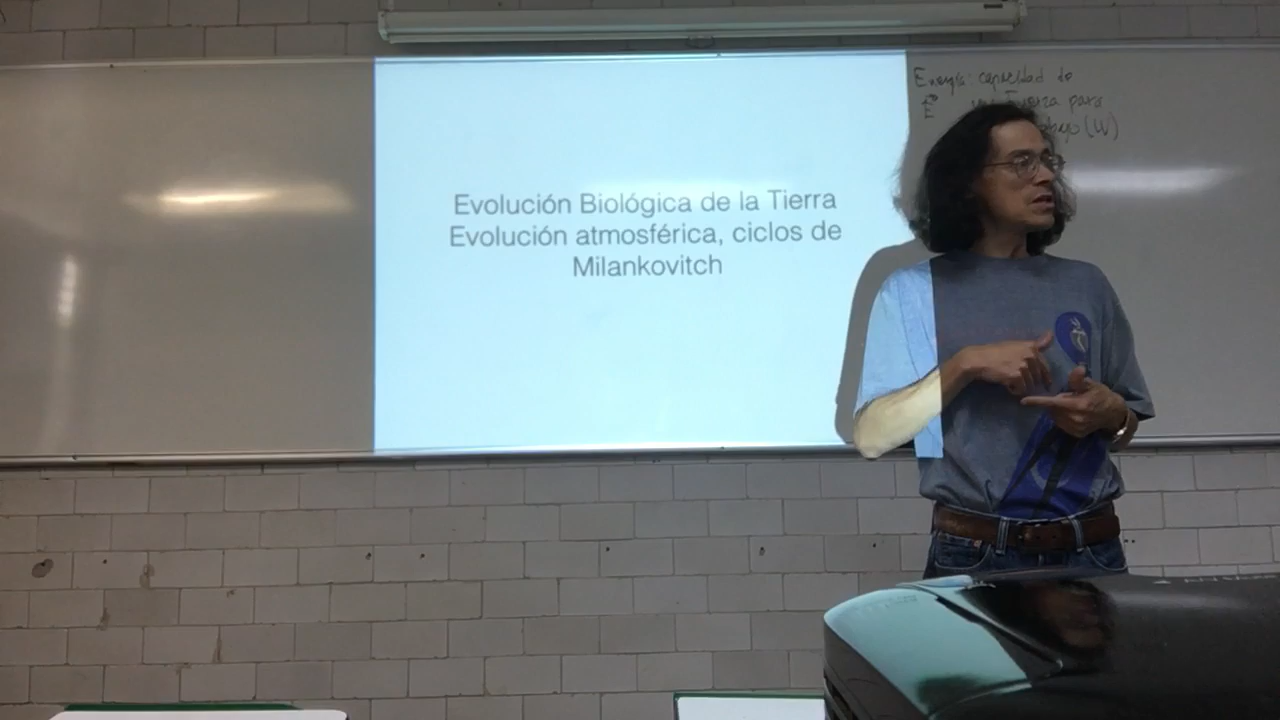 Evolución Biológica de la Tierra
Evolución atmosférica, ciclos de
Milankovitch
Energía: capacidad de
E fuerza para
(W)